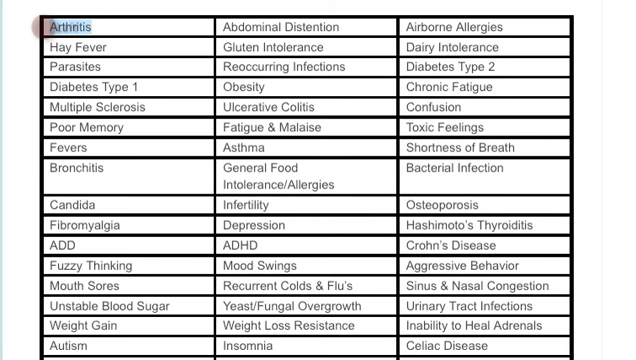 Arthritis Abdominal Distention Airborne Allergies
Hay Fever Gluten Intolerance Dairy Intolerance
Parasites Reoccurring Infections Diabetes Type 2
Diabetes Type 1 Obesity Chronic Fatigue
Multiple Sclerosis Ulcerative Colitis Confusion
Poor Memory Fatigue & Malaise Toxic Feelings
Fevers Asthma Shortness of Breath
Bronchitis General Food Bacterial Infection
Intolerance/Allergies
Candida Infertility Osteoporosis
Fibromyalgia Depression Hashimoto's Thyroiditis
ADD ADHD Crohn's Disease
Fuzzy Thinking Mood Swings Aggressive Behavior
Mouth Sores Recurrent Colds & Flu's Sinus & Nasal Congestion
Unstable Blood Sugar Yeast/Fungal Overgrowth Urinary Tract Infections
Weight Gain Weight Loss Resistance Inability to Heal Adrenals
Autism Insomnia Celiac Disease